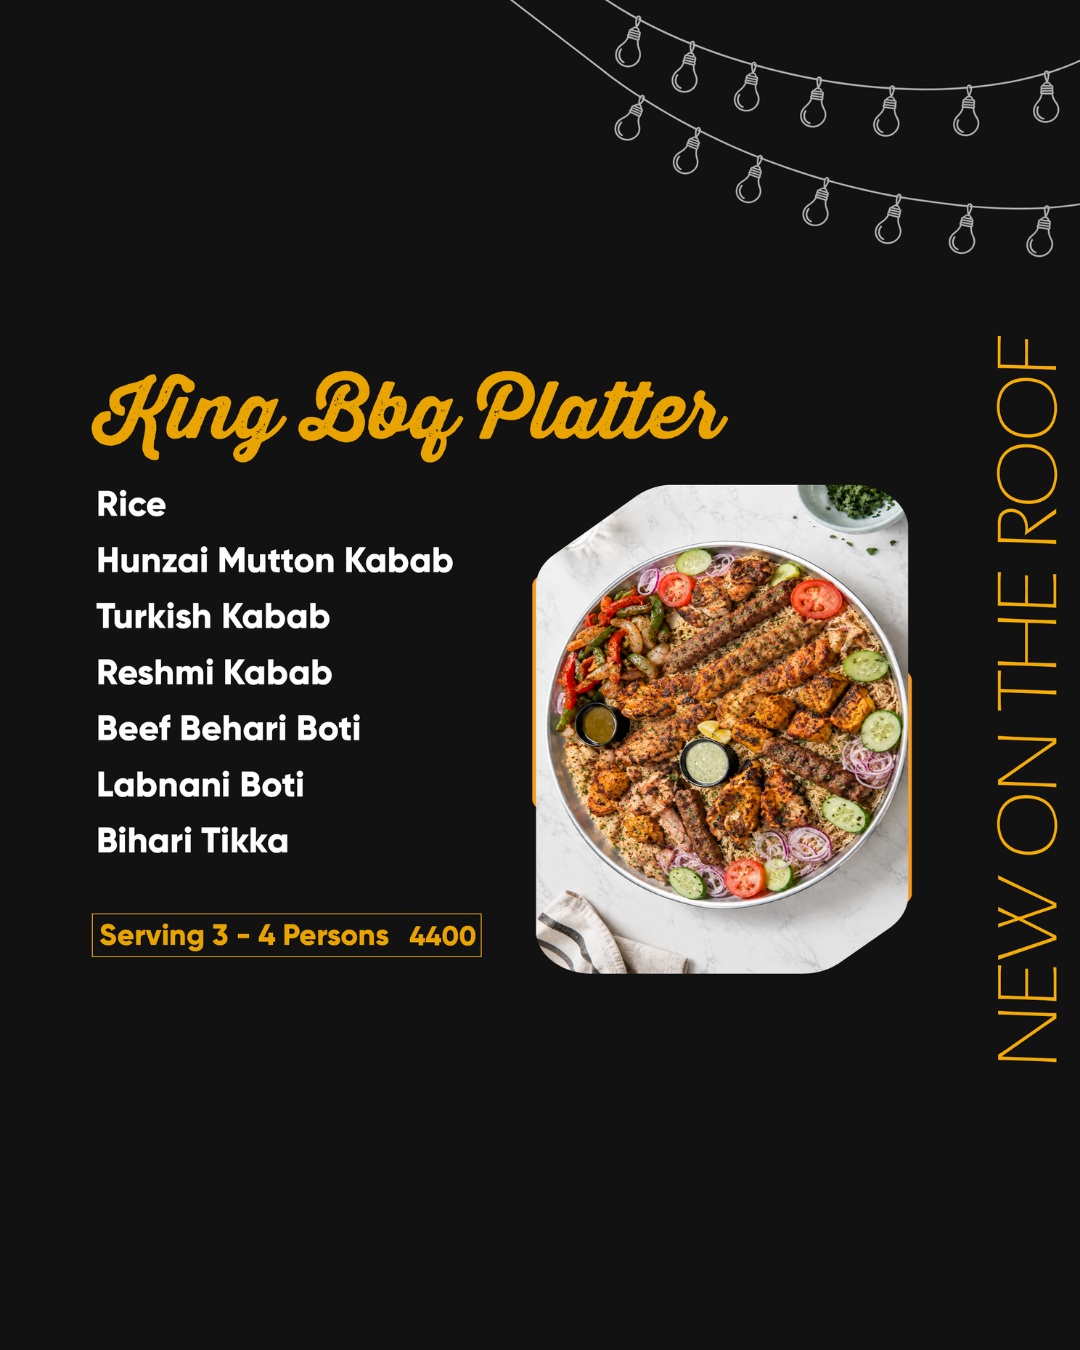 King Bbq Platter
Rice
Hunzai Mutton Kabab
Turkish Kabab
Reshmi Kabab
Beef Behari Boti
Labnani Boti
Bihari Tikka
Serving 3 - 4 Persons 4400
NEW ON THE ROOF